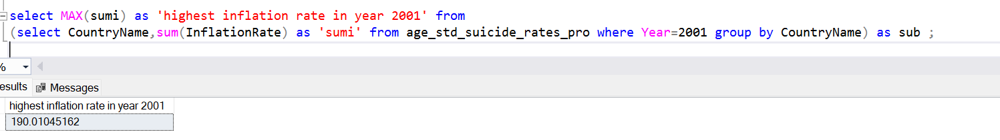 select MAX(sumi) as 'highest inflation rate in year 2001' from
(select CountryName,sum(InflationRate) as 'sumi' from age_std_suicide_rates_pro where Year=2001 group by CountryName) as sub ;
%
esults Messages
highest inflation rate in year 2001
190.01045162